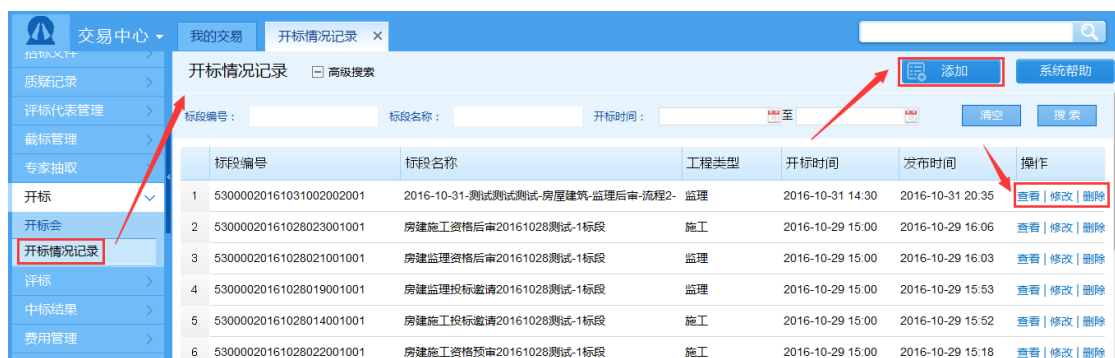 交易中心
我的交易 开标情况记录 ×
招标文件
质疑记录
评标代表管理
截标管理
专家抽取
开标
开标会
开标情况记录
评标
中标结果
费用管理
开标情况记录 高级搜索 添加 系统帮助
标段编号: 标段名称: 开标时间: 至 清空 搜索
标段编号 标段名称 工程类型 开标时间 发布时间 操作
1 53000020161031002002001 2016-10-31-测试测试测试-房屋建筑-监理后审-流程2- 监理 2016-10-31 14:30 2016-10-31 20:35 查看 | 修改 | 删除
2 53000020161028023001001 房建施工资格后审20161028测试-1标段 施工 2016-10-29 15:00 2016-10-29 16:06 查看 | 修改 | 删除
3 53000020161028021001001 房建监理资格后审20161028测试-1标段 监理 2016-10-29 15:00 2016-10-29 16:03 查看 | 修改 | 删除
4 53000020161028019001001 房建监理投标邀请20161028测试-1标段 监理 2016-10-29 15:00 2016-10-29 15:53 查看 | 修改 | 删除
5 53000020161028014001001 房建施工投标邀请20161028测试-1标段 施工 2016-10-29 15:00 2016-10-29 15:52 查看 | 修改 | 删除
6 53000020161028022001001 房建施工资格预审20161028测试-1标段 施工 2016-10-29 15:00 2016-10-29 15:18 查看 | 修改 | 删除